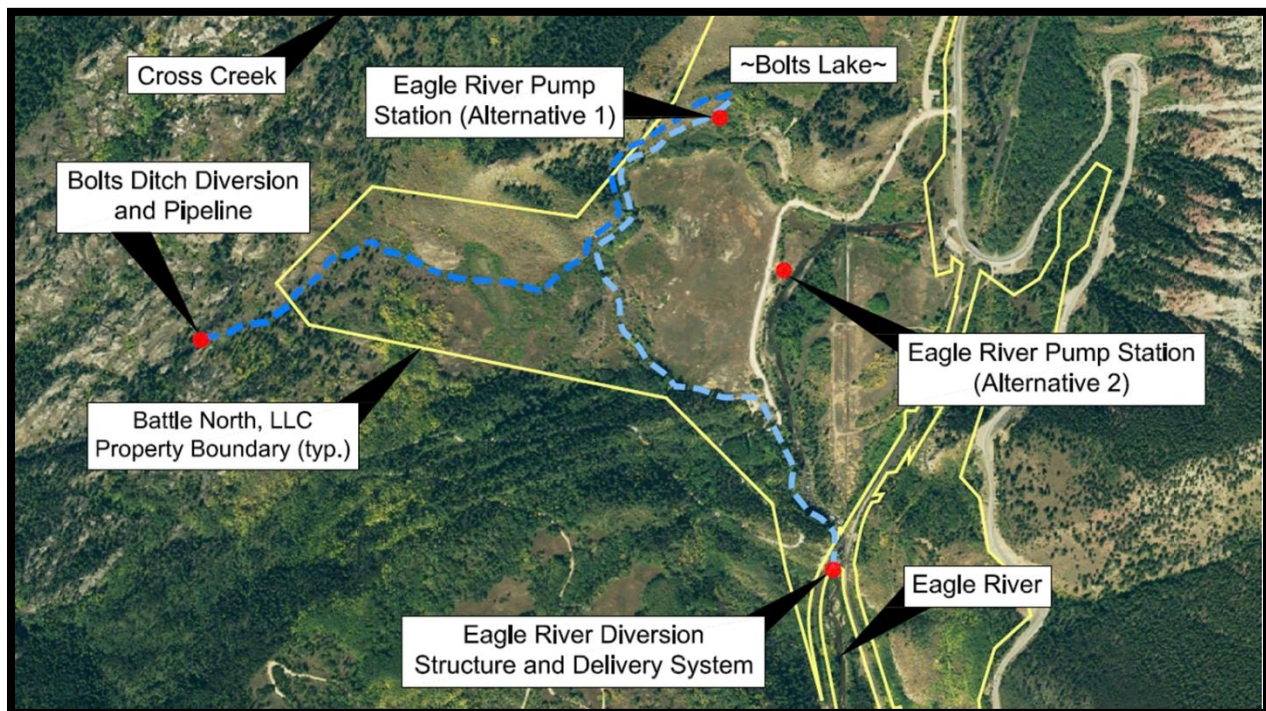 Cross Creek
Eagle River Pump
Station (Alternative 1)
~Bolts Lake~
Bolts Ditch Diversion
and Pipeline
Eagle River Pump Station
(Alternative 2)
Battle North, LLC
Property Boundary (typ.)
Eagle River
Eagle River Diversion
Structure and Delivery System